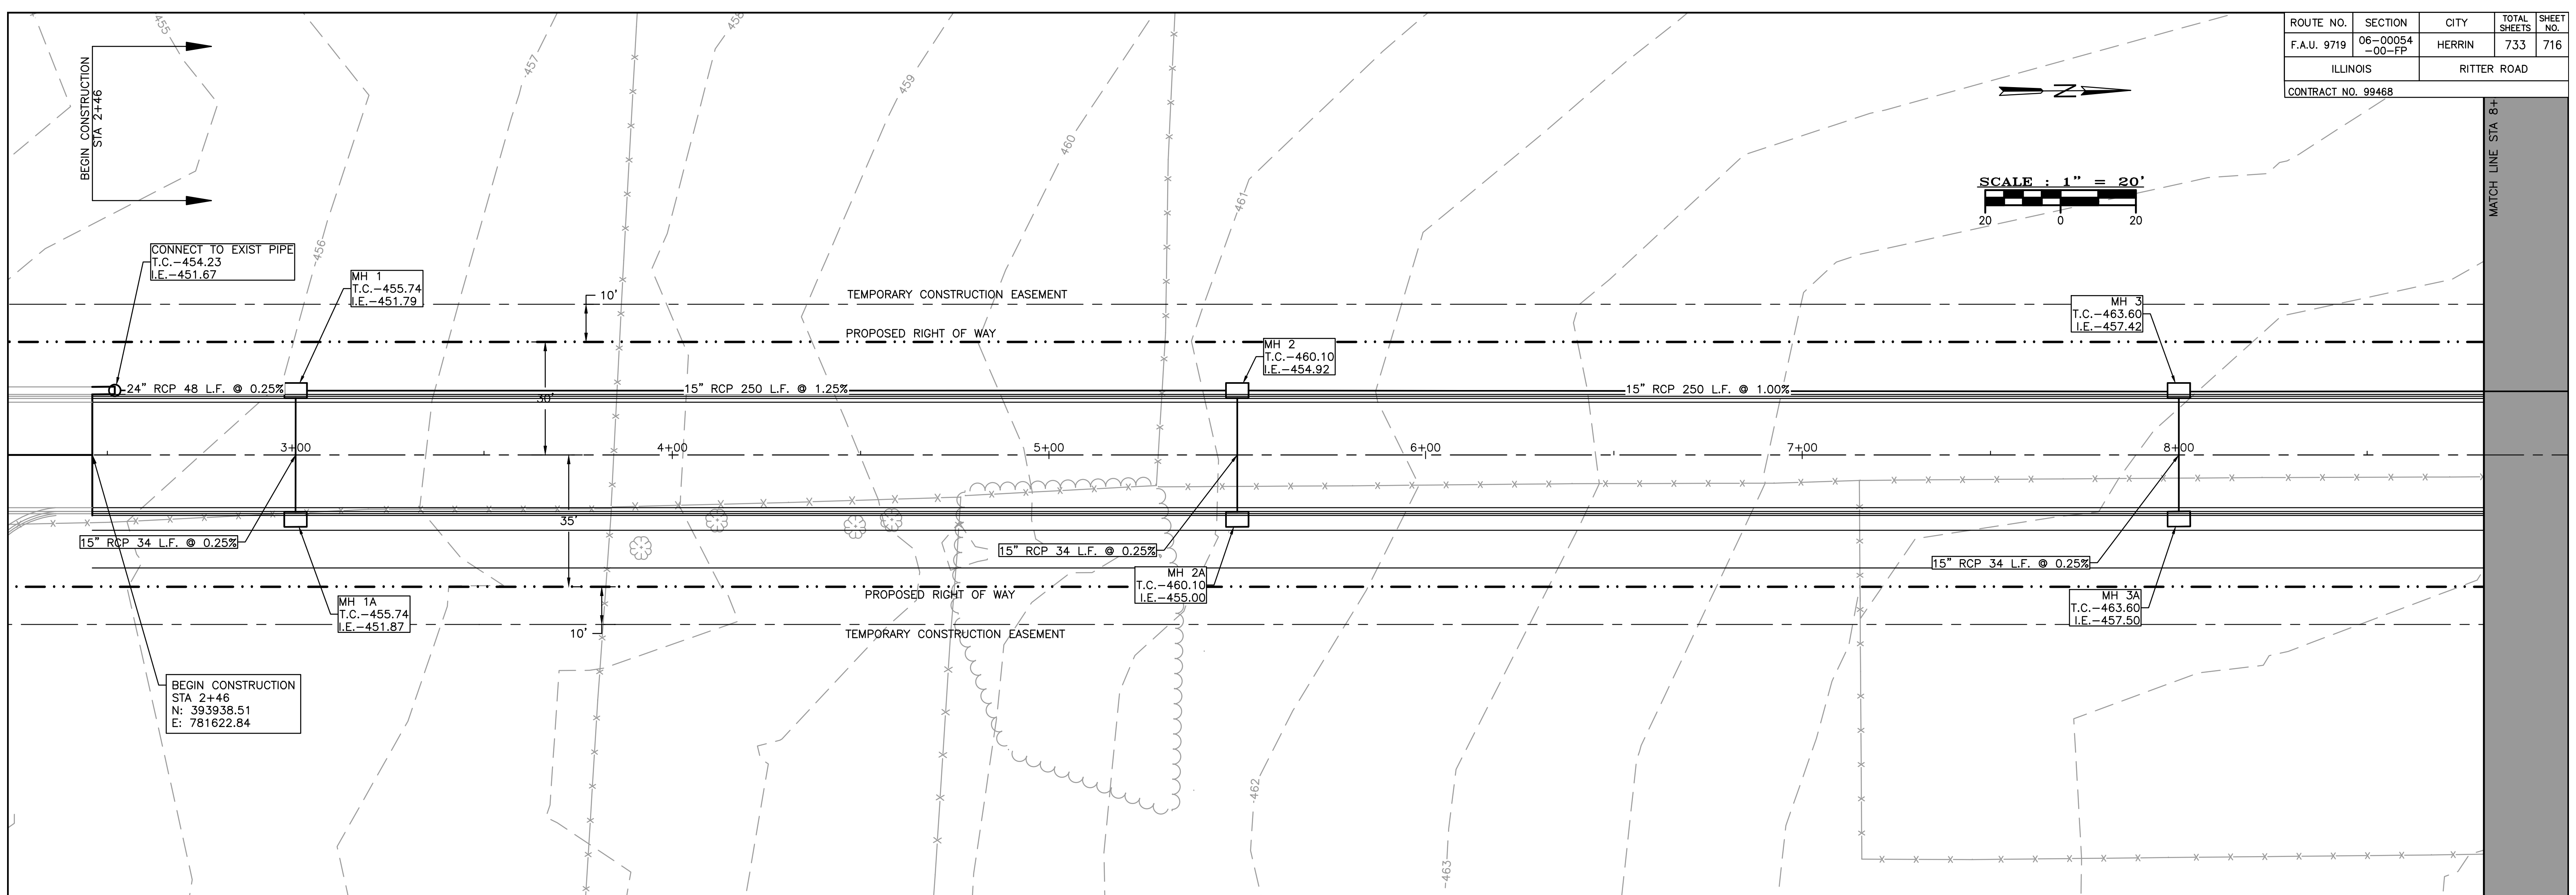 ROUTE NO. SECTION CITY TOTAL SHEETS SHEET NO.
F.A.U. 9719 06-00054 -00-FP HERRIN 733 716
ILLINOIS RITTER ROAD
CONTRACT NO. 99468
MATCH LINE STA 8+
BEGIN CONSTRUCTION
STA 2+46
455
456
457
458
459
460
461
N
SCALE : 1" = 20'
20 0 20
CONNECT TO EXIST PIPE
T.C.-454.23
I.E.-451.67
MH 1
T.C.-455.74
I.E.-451.79
10'
TEMPORARY CONSTRUCTION EASEMENT
PROPOSED RIGHT OF WAY
MH 2
T.C.-460.10
I.E.-454.92
MH 3
T.C.-463.60
I.E.-457.42
24" RCP 48 L.F. @ 0.25%
15" RCP 250 L.F. @ 1.25%
15" RCP 250 L.F. @ 1.00%
30'
3+00 4+00 5+00 6+00 7+00 8+00
35'
15" RCP 34 L.F. @ 0.25%
15" RCP 34 L.F. @ 0.25%
15" RCP 34 L.F. @ 0.25%
MH 1A
T.C.-455.74
I.E.-451.87
MH 2A
T.C.-460.10
I.E.-455.00
MH 3A
T.C.-463.60
I.E.-457.50
PROPOSED RIGHT OF WAY
10'
TEMPORARY CONSTRUCTION EASEMENT
BEGIN CONSTRUCTION
STA 2+46
N: 393938.51
E: 781622.84
462
463